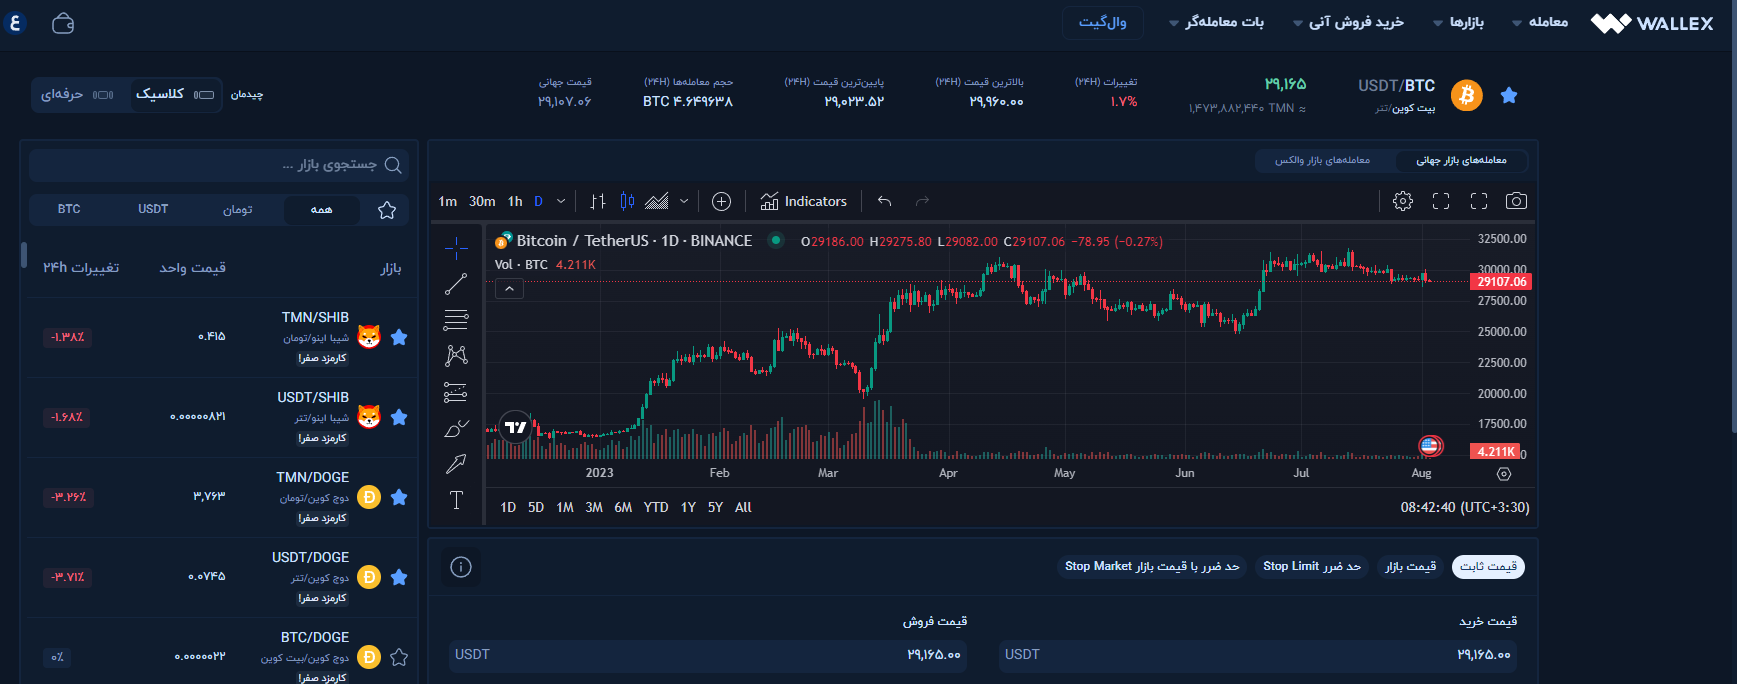 WALLEX
معامله
بازارها
خرید فروش آنی
بات معامله‌گر
وال‌گیت
ع
USDT/BTC
بیت کوین/تتر
۲۹,۱۶۵
≈ ۱,۴۷۳,۸۸۲,۴۴۰ TMN
تغییرات (۲۴H)
۱.۷%
بالاترین قیمت (۲۴H)
۲۹,۹۶۰.۰۰
پایین‌ترین قیمت (۲۴H)
۲۹,۰۲۳.۵۲
حجم معامله‌ها (۲۴H)
۴.۶۴۹۶۳۸ BTC
قیمت جهانی
۲۹,۱۰۷.۰۶
چیدمان
کلاسیک
حرفه‌ای
معامله‌های بازار جهانی
معامله‌های بازار والکس
1m 30m 1h D
Indicators
Bitcoin / TetherUS · 1D · BINANCE
O29186.00 H29275.80 L29082.00 C29107.06 −78.95 (−0.27%)
Vol · BTC 4.211K
32500.00
30000.00
29107.06
27500.00
25000.00
22500.00
20000.00
17500.00
4.211K
2023 Feb Mar Apr May Jun Jul Aug
1D 5D 1M 3M 6M YTD 1Y 5Y All
08:42:40 (UTC+3:30)
قیمت ثابت
قیمت بازار
حد ضرر Stop Limit
حد ضرر با قیمت بازار Stop Market
قیمت خرید
۲۹,۱۶۵.۰۰ USDT
قیمت فروش
۲۹,۱۶۵.۰۰ USDT
جستجوی بازار ...
همه
تومان
USDT
BTC
بازار
قیمت واحد
تغییرات ۲۴h
TMN/SHIB
شیبا اینو/تومان
کارمزد صفر!
۰.۴۱۵
-۱.۳۸٪
USDT/SHIB
شیبا اینو/تتر
کارمزد صفر!
۰.۰۰۰۰۰۸۲۱
-۱.۶۸٪
TMN/DOGE
دوج کوین/تومان
کارمزد صفر!
۳,۷۶۳
-۳.۲۶٪
USDT/DOGE
دوج کوین/تتر
کارمزد صفر!
۰.۰۷۴۵
-۳.۷۱٪
BTC/DOGE
دوج کوین/بیت کوین
کارمزد صفر!
۰.۰۰۰۰۰۲۲
۰٪